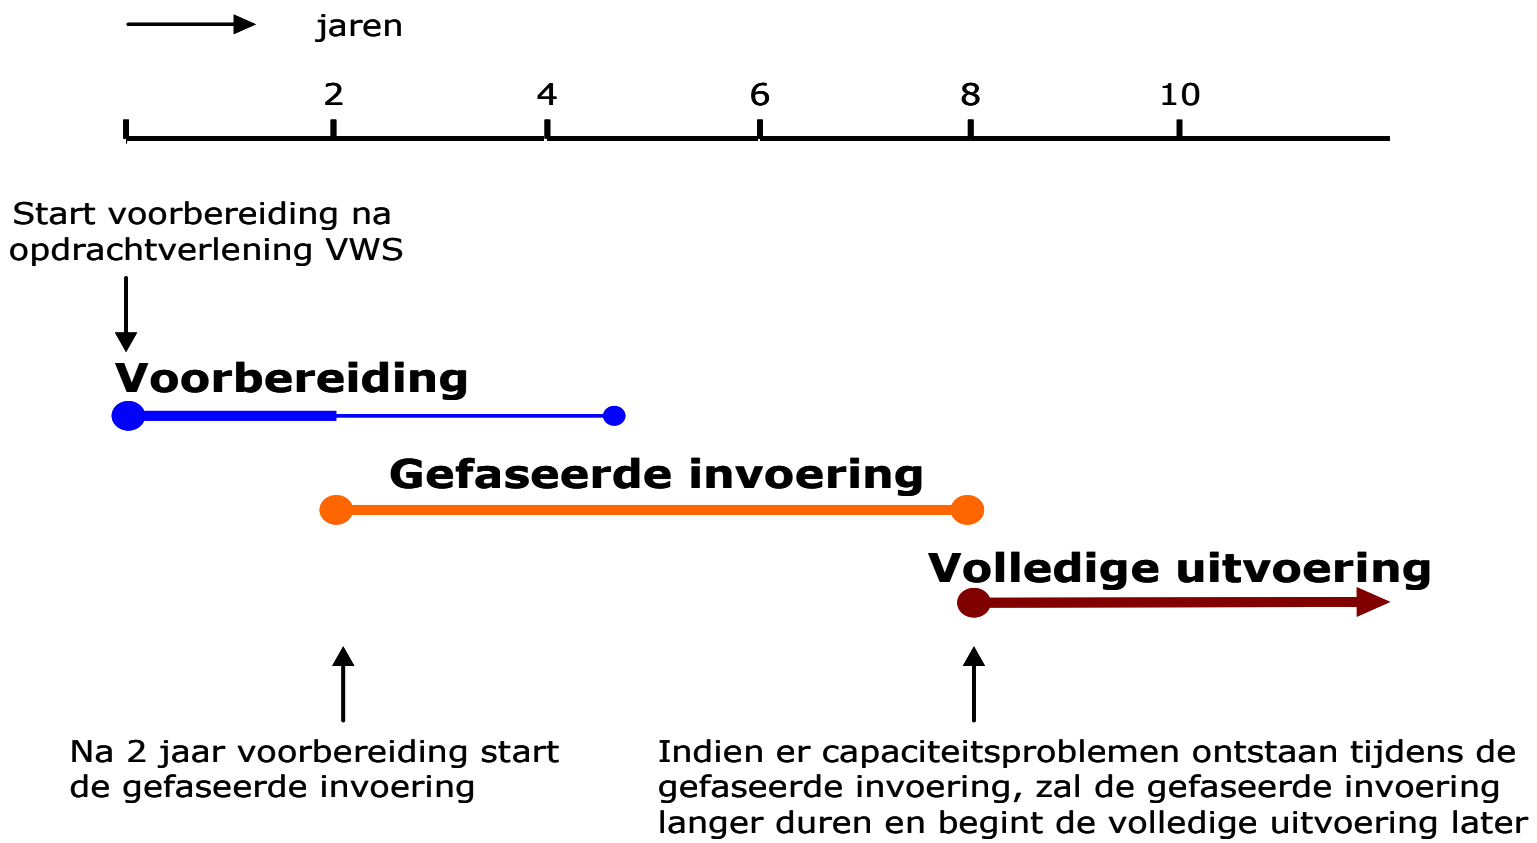 jaren
2 4 6 8 10
Start voorbereiding na
opdrachtverlening VWS
Voorbereiding
Gefaseerde invoering
Volledige uitvoering
Na 2 jaar voorbereiding start
de gefaseerde invoering
Indien er capaciteitsproblemen ontstaan tijdens de
gefaseerde invoering, zal de gefaseerde invoering
langer duren en begint de volledige uitvoering later